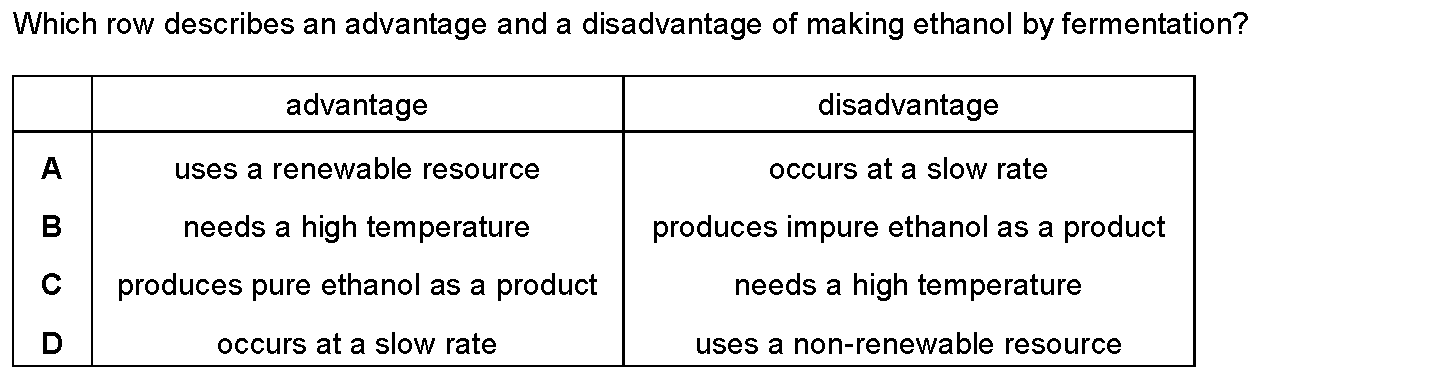 Which row describes an advantage and a disadvantage of making ethanol by fermentation?
advantage disadvantage
A uses a renewable resource occurs at a slow rate
B needs a high temperature produces impure ethanol as a product
C produces pure ethanol as a product needs a high temperature
D occurs at a slow rate uses a non-renewable resource